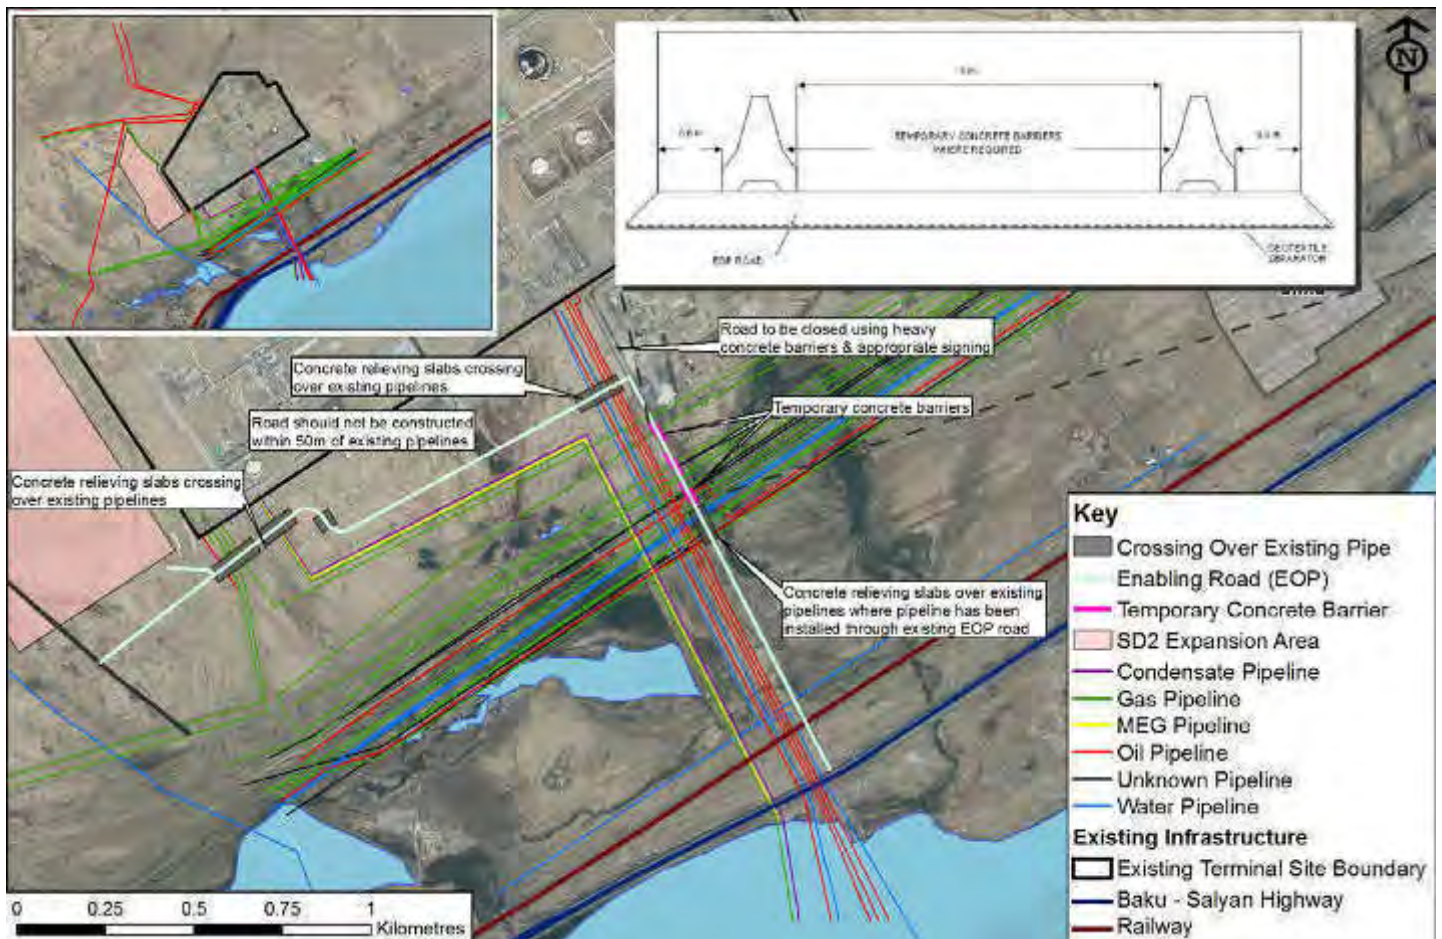 N
TEMPORARY CONCRETE BARRIERS
WHERE REQUIRED
EOP ROAD
GEOTEXTILE
SEPARATOR
Road to be closed using heavy
concrete barriers & appropriate signing
Concrete relieving slabs crossing
over existing pipelines
Temporary concrete barriers
Road should not be constructed
within 50m of existing pipelines
Concrete relieving slabs crossing
over existing pipelines
Concrete relieving slabs over existing
pipelines where pipeline has been
installed through existing EOP road
Key
Crossing Over Existing Pipe
Enabling Road (EOP)
Temporary Concrete Barrier
SD2 Expansion Area
Condensate Pipeline
Gas Pipeline
MEG Pipeline
Oil Pipeline
Unknown Pipeline
Water Pipeline
Existing Infrastructure
Existing Terminal Site Boundary
Baku - Salyan Highway
Railway
0 0.25 0.5 0.75 1
Kilometres